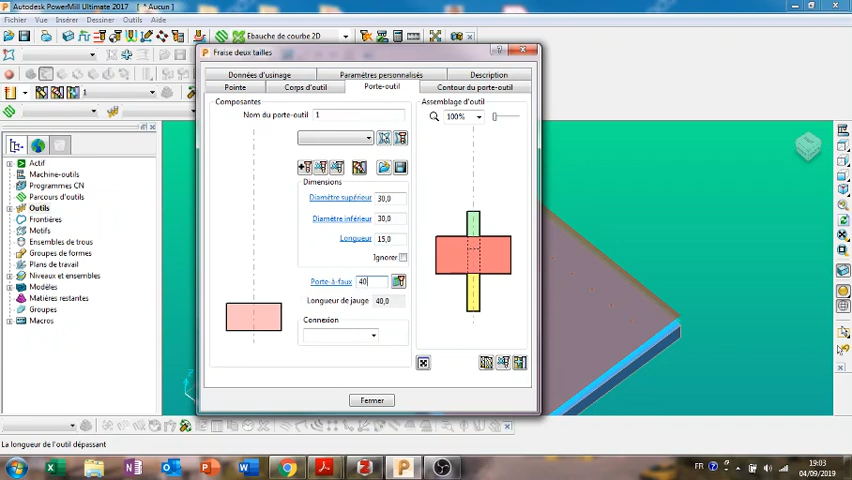 Autodesk PowerMill Ultimate 2017 - [ * Aucun ]
Fichier Vue Insérer Dessiner Outils Aide
Ebauche de courbe 2D
1
Fraise deux tailles
Données d'usinage Paramètres personnalisés Description
Pointe Corps d'outil Porte-outil Contour du porte-outil
Composantes
Nom du porte-outil 1
Dimensions
Diamètre supérieur 30,0
Diamètre inférieur 30,0
Longueur 15,0
Ignorer
Porte-à-faux 40
Longueur de jauge 40,0
Connexion
Assemblage d'outil
100%
Fermer
Actif
Machine-outils
Programmes CN
Parcours d'outils
Outils
Frontières
Motifs
Ensembles de trous
Groupes de formes
Plans de travail
Niveaux et ensembles
Modèles
Matières restantes
Groupes
Macros
Z
La longueur de l'outil dépassant
FR
19:03
04/09/2019